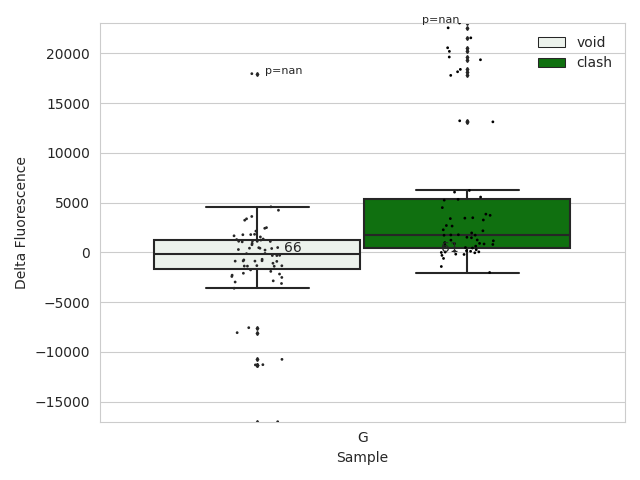 p=nan
void
clash
p=nan
66
20000
15000
10000
5000
0
−5000
−10000
−15000
Delta Fluorescence
G
Sample